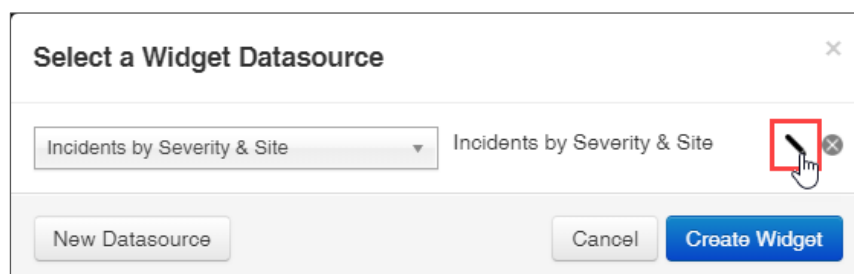 Select a Widget Datasource
Incidents by Severity & Site
Incidents by Severity & Site
New Datasource
Cancel
Create Widget